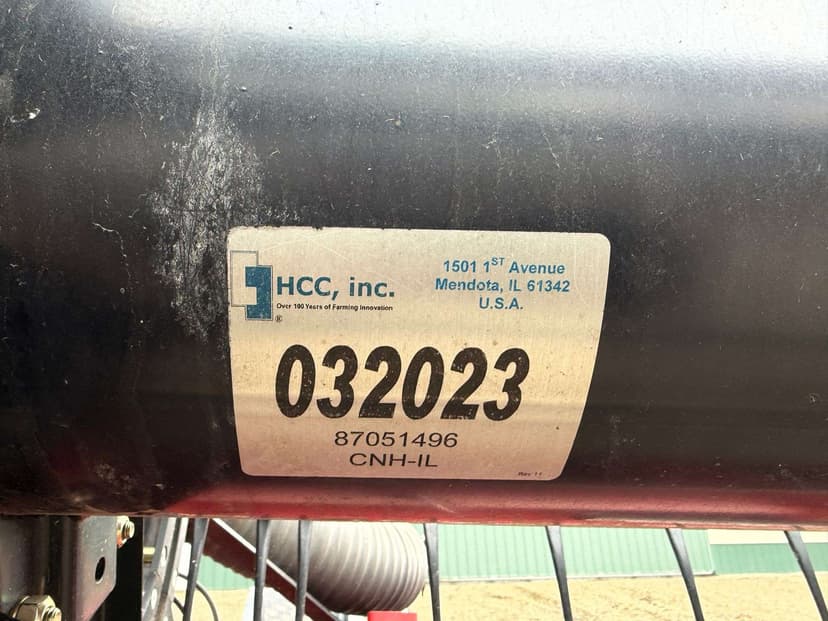 HCC, inc.
Over 100 Years of Farming Innovation
®
1501 1ST Avenue
Mendota, IL 61342
U.S.A.
032023
87051496
CNH-IL
Rev 11